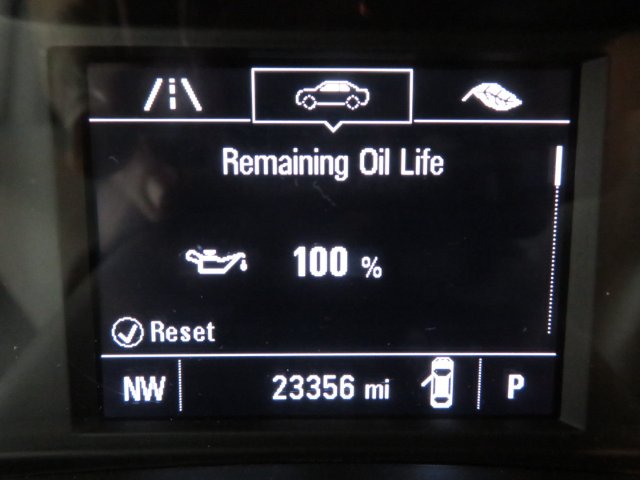 Remaining Oil Life
100 %
Reset
NW 23356 mi P